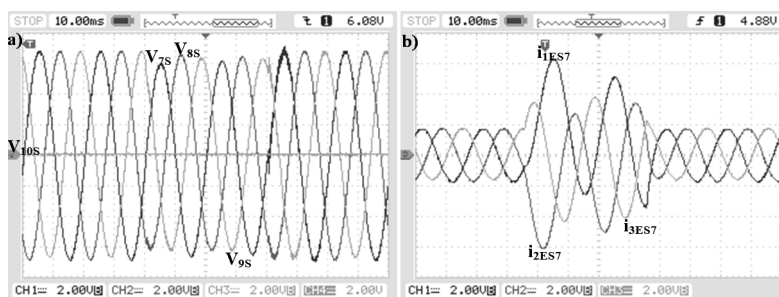 STOP 10.00ms T 1 6.08V
a)
T
V7S V8S
V10S
V9S
CH1 2.00V CH2 2.00V CH3 2.00V CH4 2.00V
STOP 10.00ms T 1 4.88V
b)
T
i1ES7
i3ES7
i2ES7
CH1 2.00V CH2 2.00V CH3 2.00V